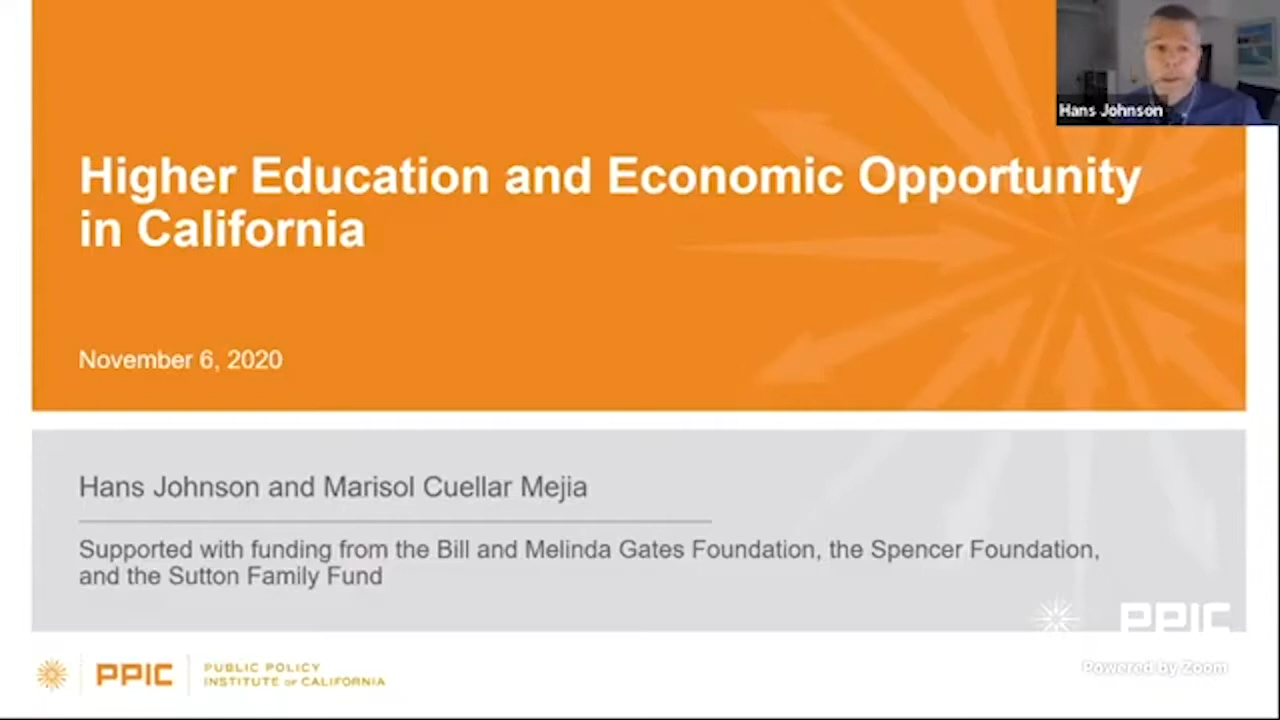 Hans Johnson
Higher Education and Economic Opportunity
in California
November 6, 2020
Hans Johnson and Marisol Cuellar Mejia
Supported with funding from the Bill and Melinda Gates Foundation, the Spencer Foundation,
and the Sutton Family Fund
PPIC
Powered by Zoom
PPIC
PUBLIC POLICY
INSTITUTE OF CALIFORNIA